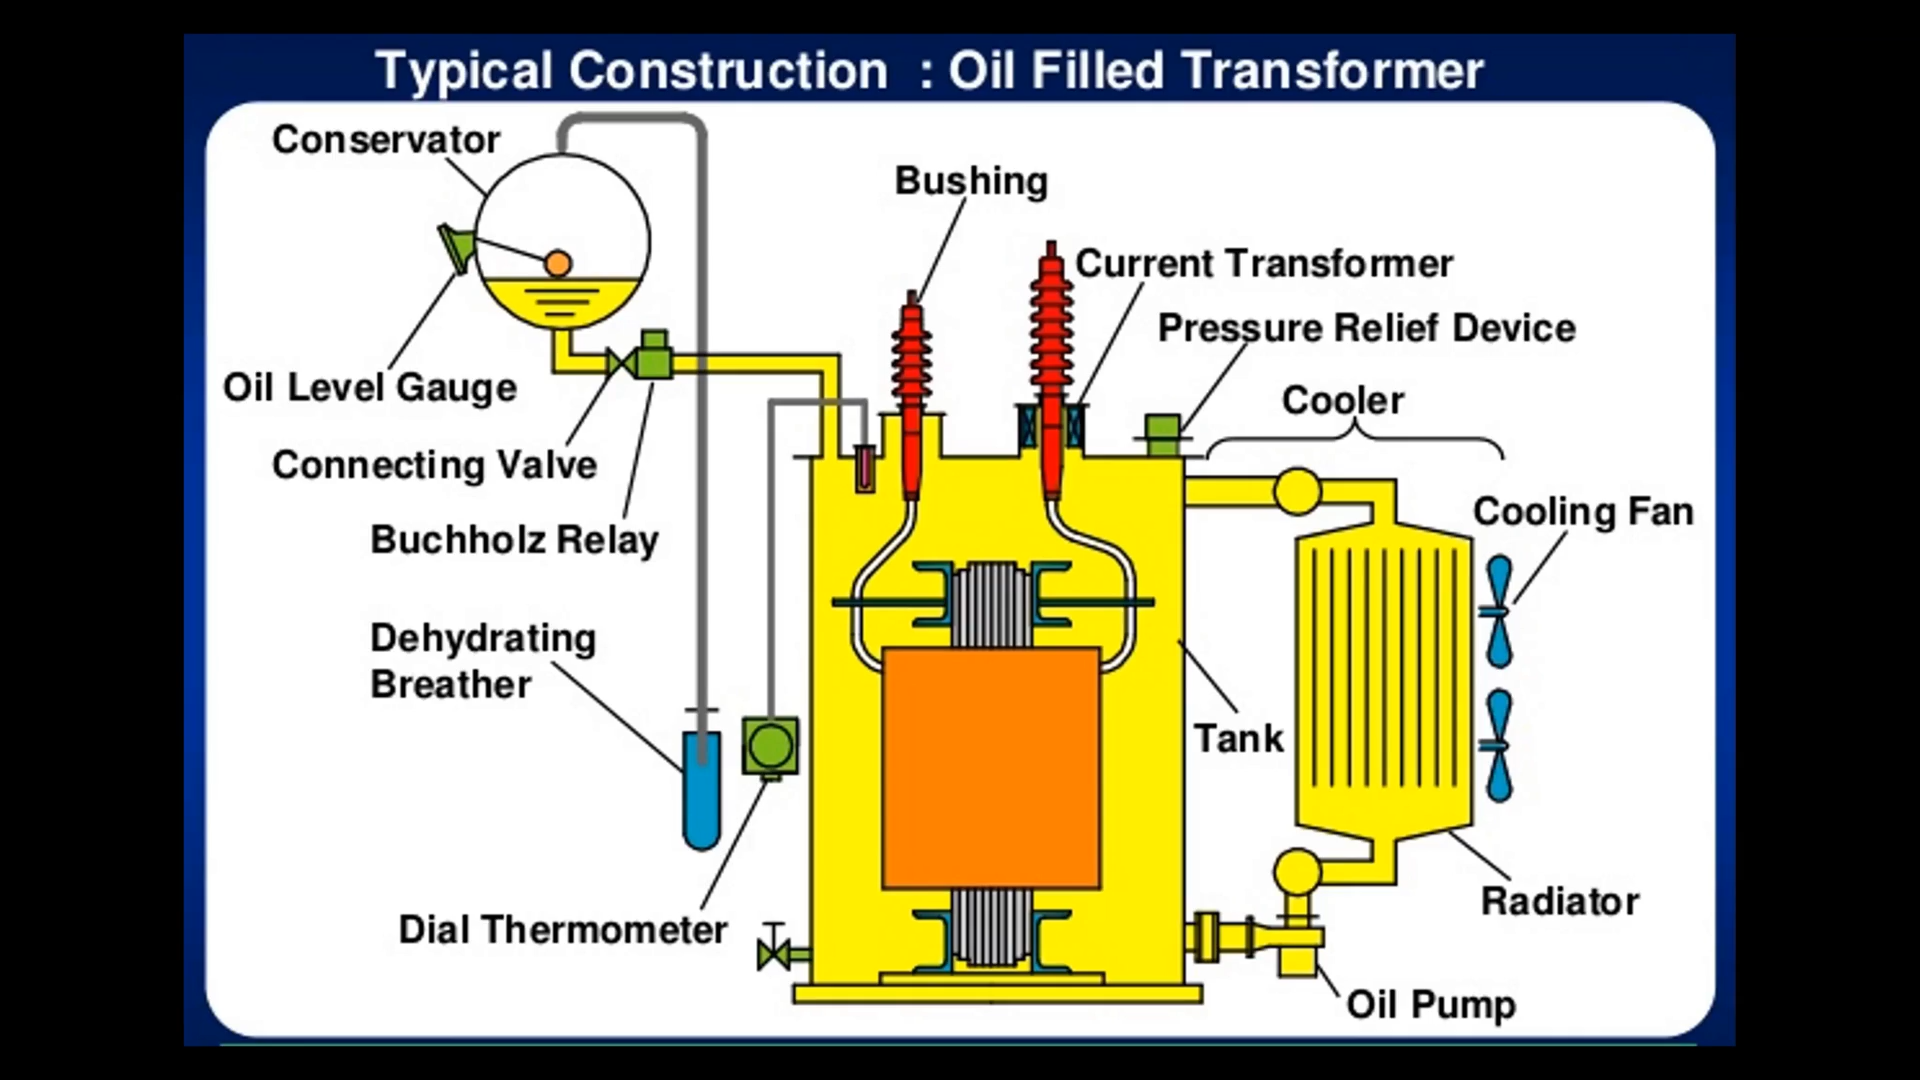 Typical Construction : Oil Filled Transformer
Conservator
Bushing
Current Transformer
Pressure Relief Device
Oil Level Gauge
Cooler
Connecting Valve
Cooling Fan
Buchholz Relay
Dehydrating
Breather
Tank
Radiator
Dial Thermometer
Oil Pump